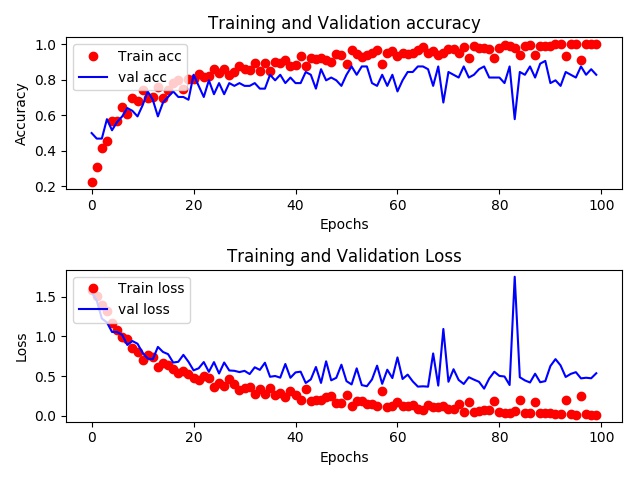 Training and Validation accuracy
1.0
0.8
0.6
0.4
0.2
Accuracy
Train acc
val acc
0 20 40 60 80 100
Epochs
Training and Validation Loss
1.5
1.0
0.5
0.0
Loss
Train loss
val loss
0 20 40 60 80 100
Epochs